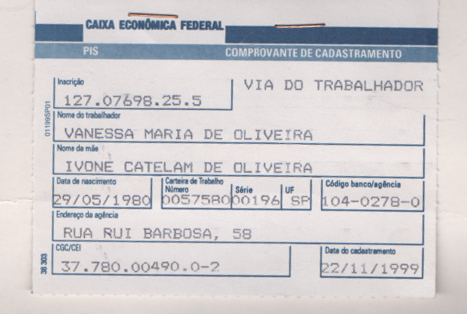 CAIXA ECONÔMICA FEDERAL
PIS COMPROVANTE DE CADASTRAMENTO
Inscrição VIA DO TRABALHADOR
127.07698.25.5
Nome do trabalhador
VANESSA MARIA DE OLIVEIRA
Nome da mãe
IVONE CATELAM DE OLIVEIRA
Data de nascimento Carteira de Trabalho Número Série UF Código banco/agência
29/05/1980 0057580 00196 SP 104-0278-0
Endereço da agência
RUA RUI BARBOSA, 58
CGC/CEI Data do cadastramento
37.780.00490.0-2 22/11/1999
01199SP01
38 303